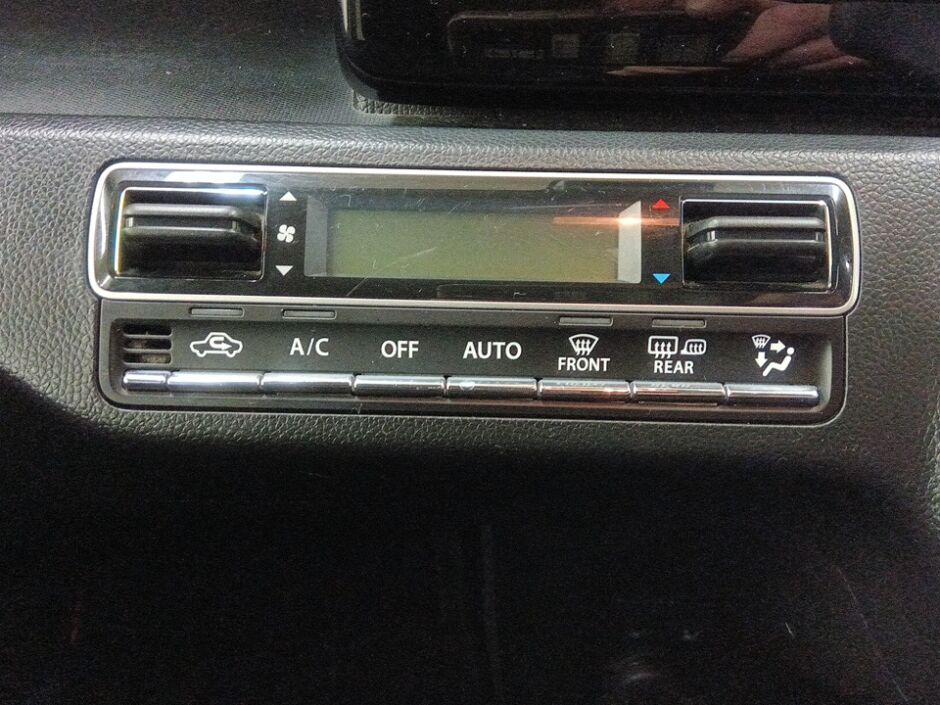 A/C
OFF
AUTO
FRONT
REAR